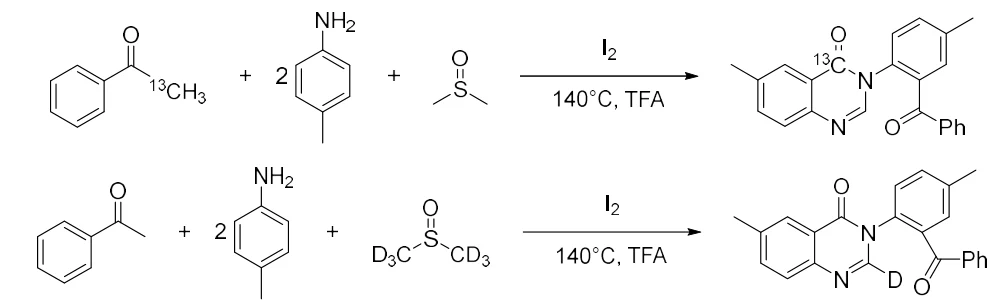 O
¹³CH₃
+
2
NH₂
+
O
S
I₂
140°C, TFA
O
¹³C
N
N
O
Ph
O
+
2
NH₂
+
O
S
D₃C
CD₃
I₂
140°C, TFA
O
N
N
D
O
Ph